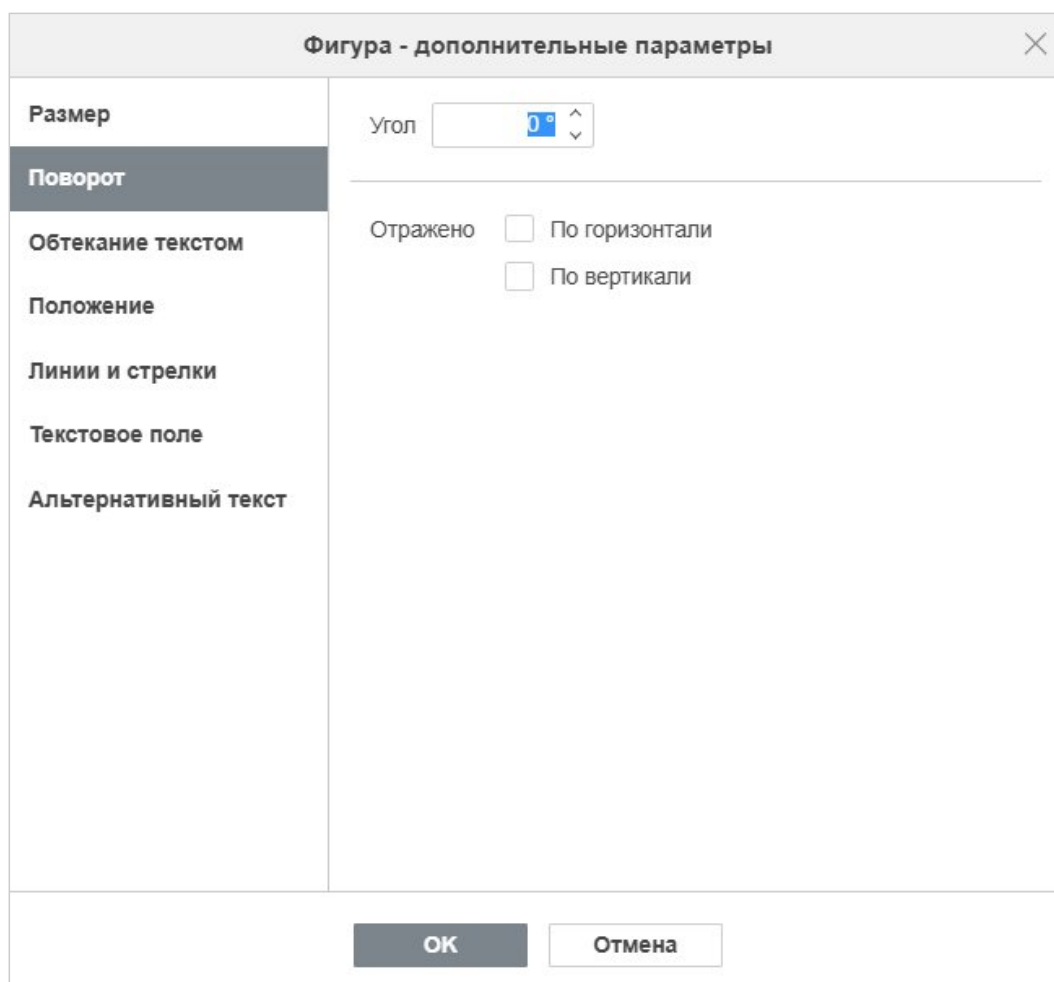 Фигура - дополнительные параметры
Размер
Угол 0 °
Поворот
Отражено По горизонтали
Обтекание текстом
По вертикали
Положение
Линии и стрелки
Текстовое поле
Альтернативный текст
OK Отмена